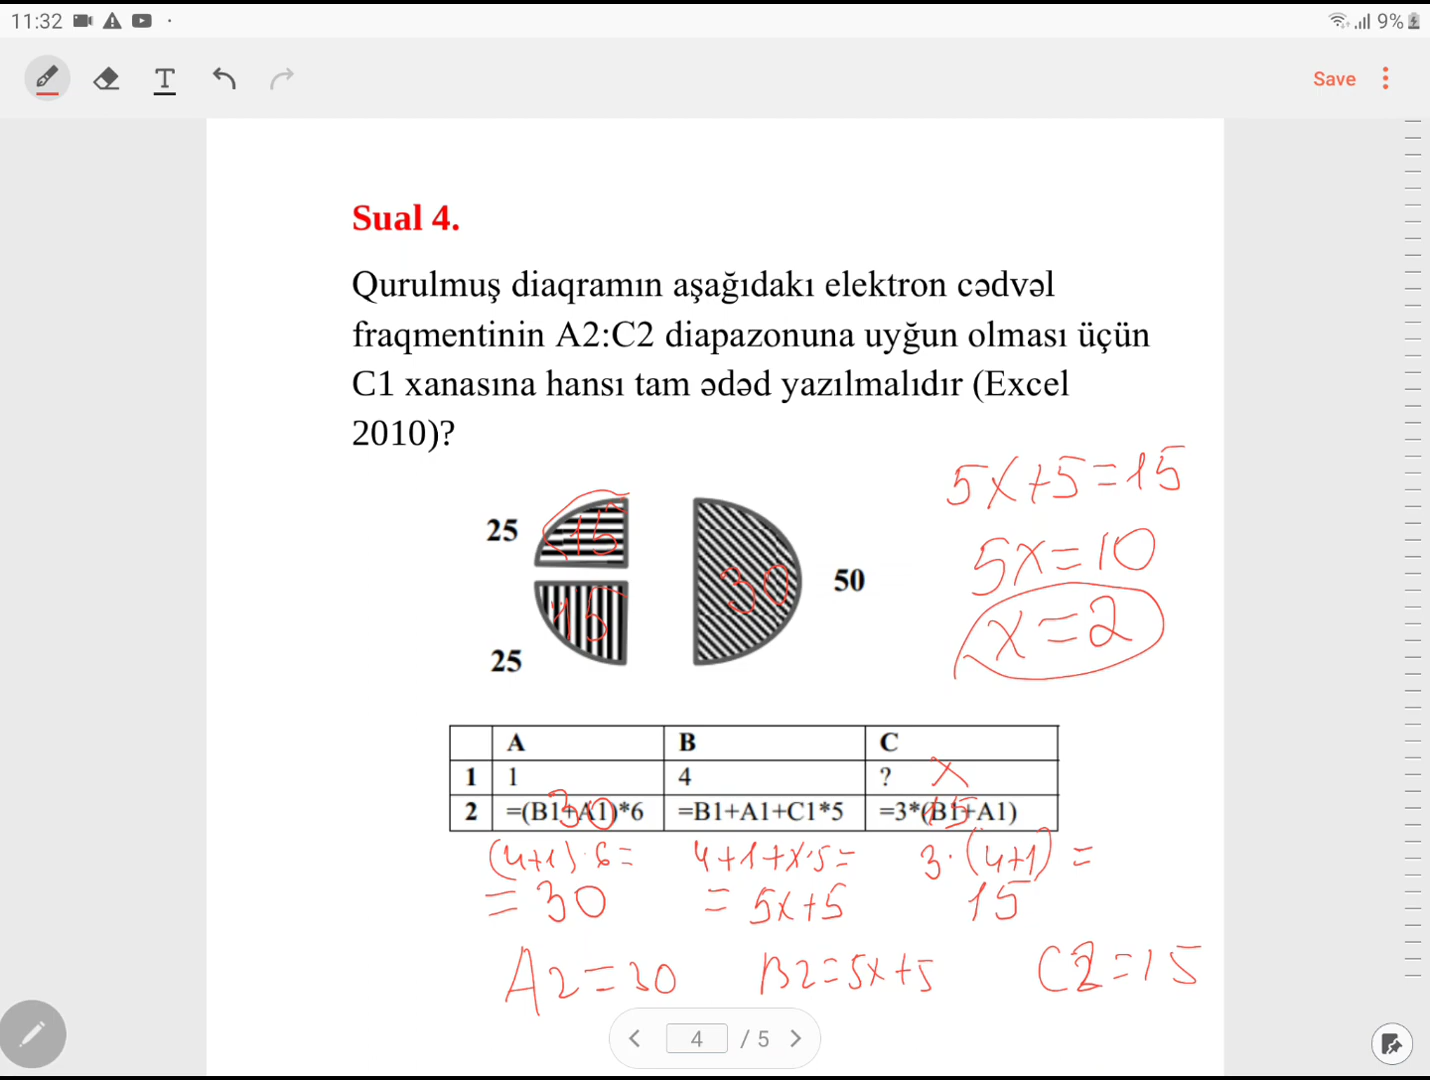 11:32
9%
T
Save
Sual 4.
Qurulmuş diaqramın aşağıdakı elektron cədvəl
fraqmentinin A2:C2 diapazonuna uyğun olması üçün
C1 xanasına hansı tam ədəd yazılmalıdır (Excel
2010)?
5x+5=15
25 15
30 50
5x=10
15
x=2
25
A B C
1 1 4 ? x
2 =(B1+A1)*6 =B1+A1+C1*5 =3*(B1+A1)
30 15
(4+1)·6= 4+1+x·5= 3·(4+1)=
=30 =5x+5 15
A2=30 B2=5x+5 C2=15
4 / 5